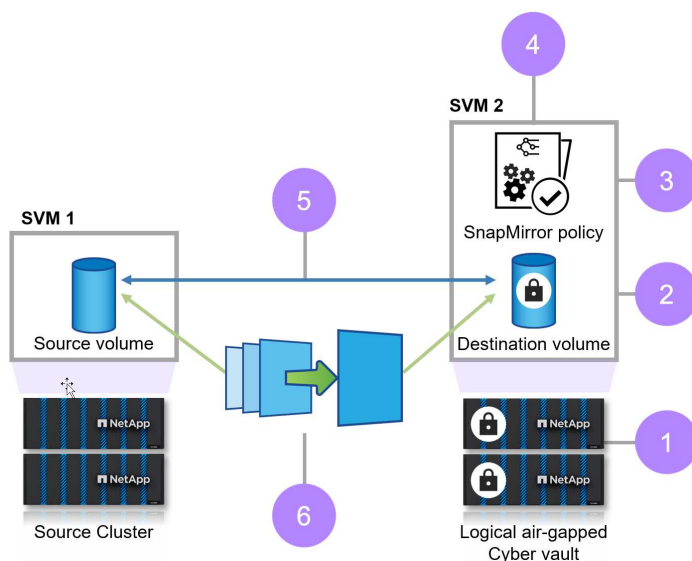 4
SVM 2
3
SnapMirror policy
5
SVM 1
2
Source volume
Destination volume
NetApp
NetApp
1
NetApp
NetApp
6
Source Cluster
Logical air-gapped
Cyber vault